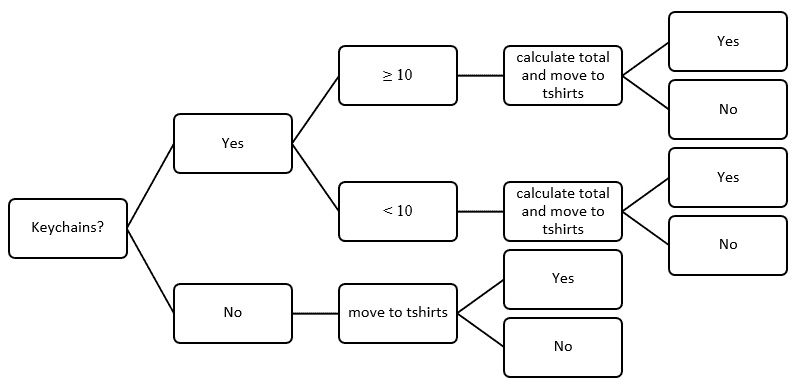 Keychains?
Yes
≥ 10
calculate total
and move to
tshirts
Yes
No
< 10
calculate total
and move to
tshirts
Yes
No
No
move to tshirts
Yes
No